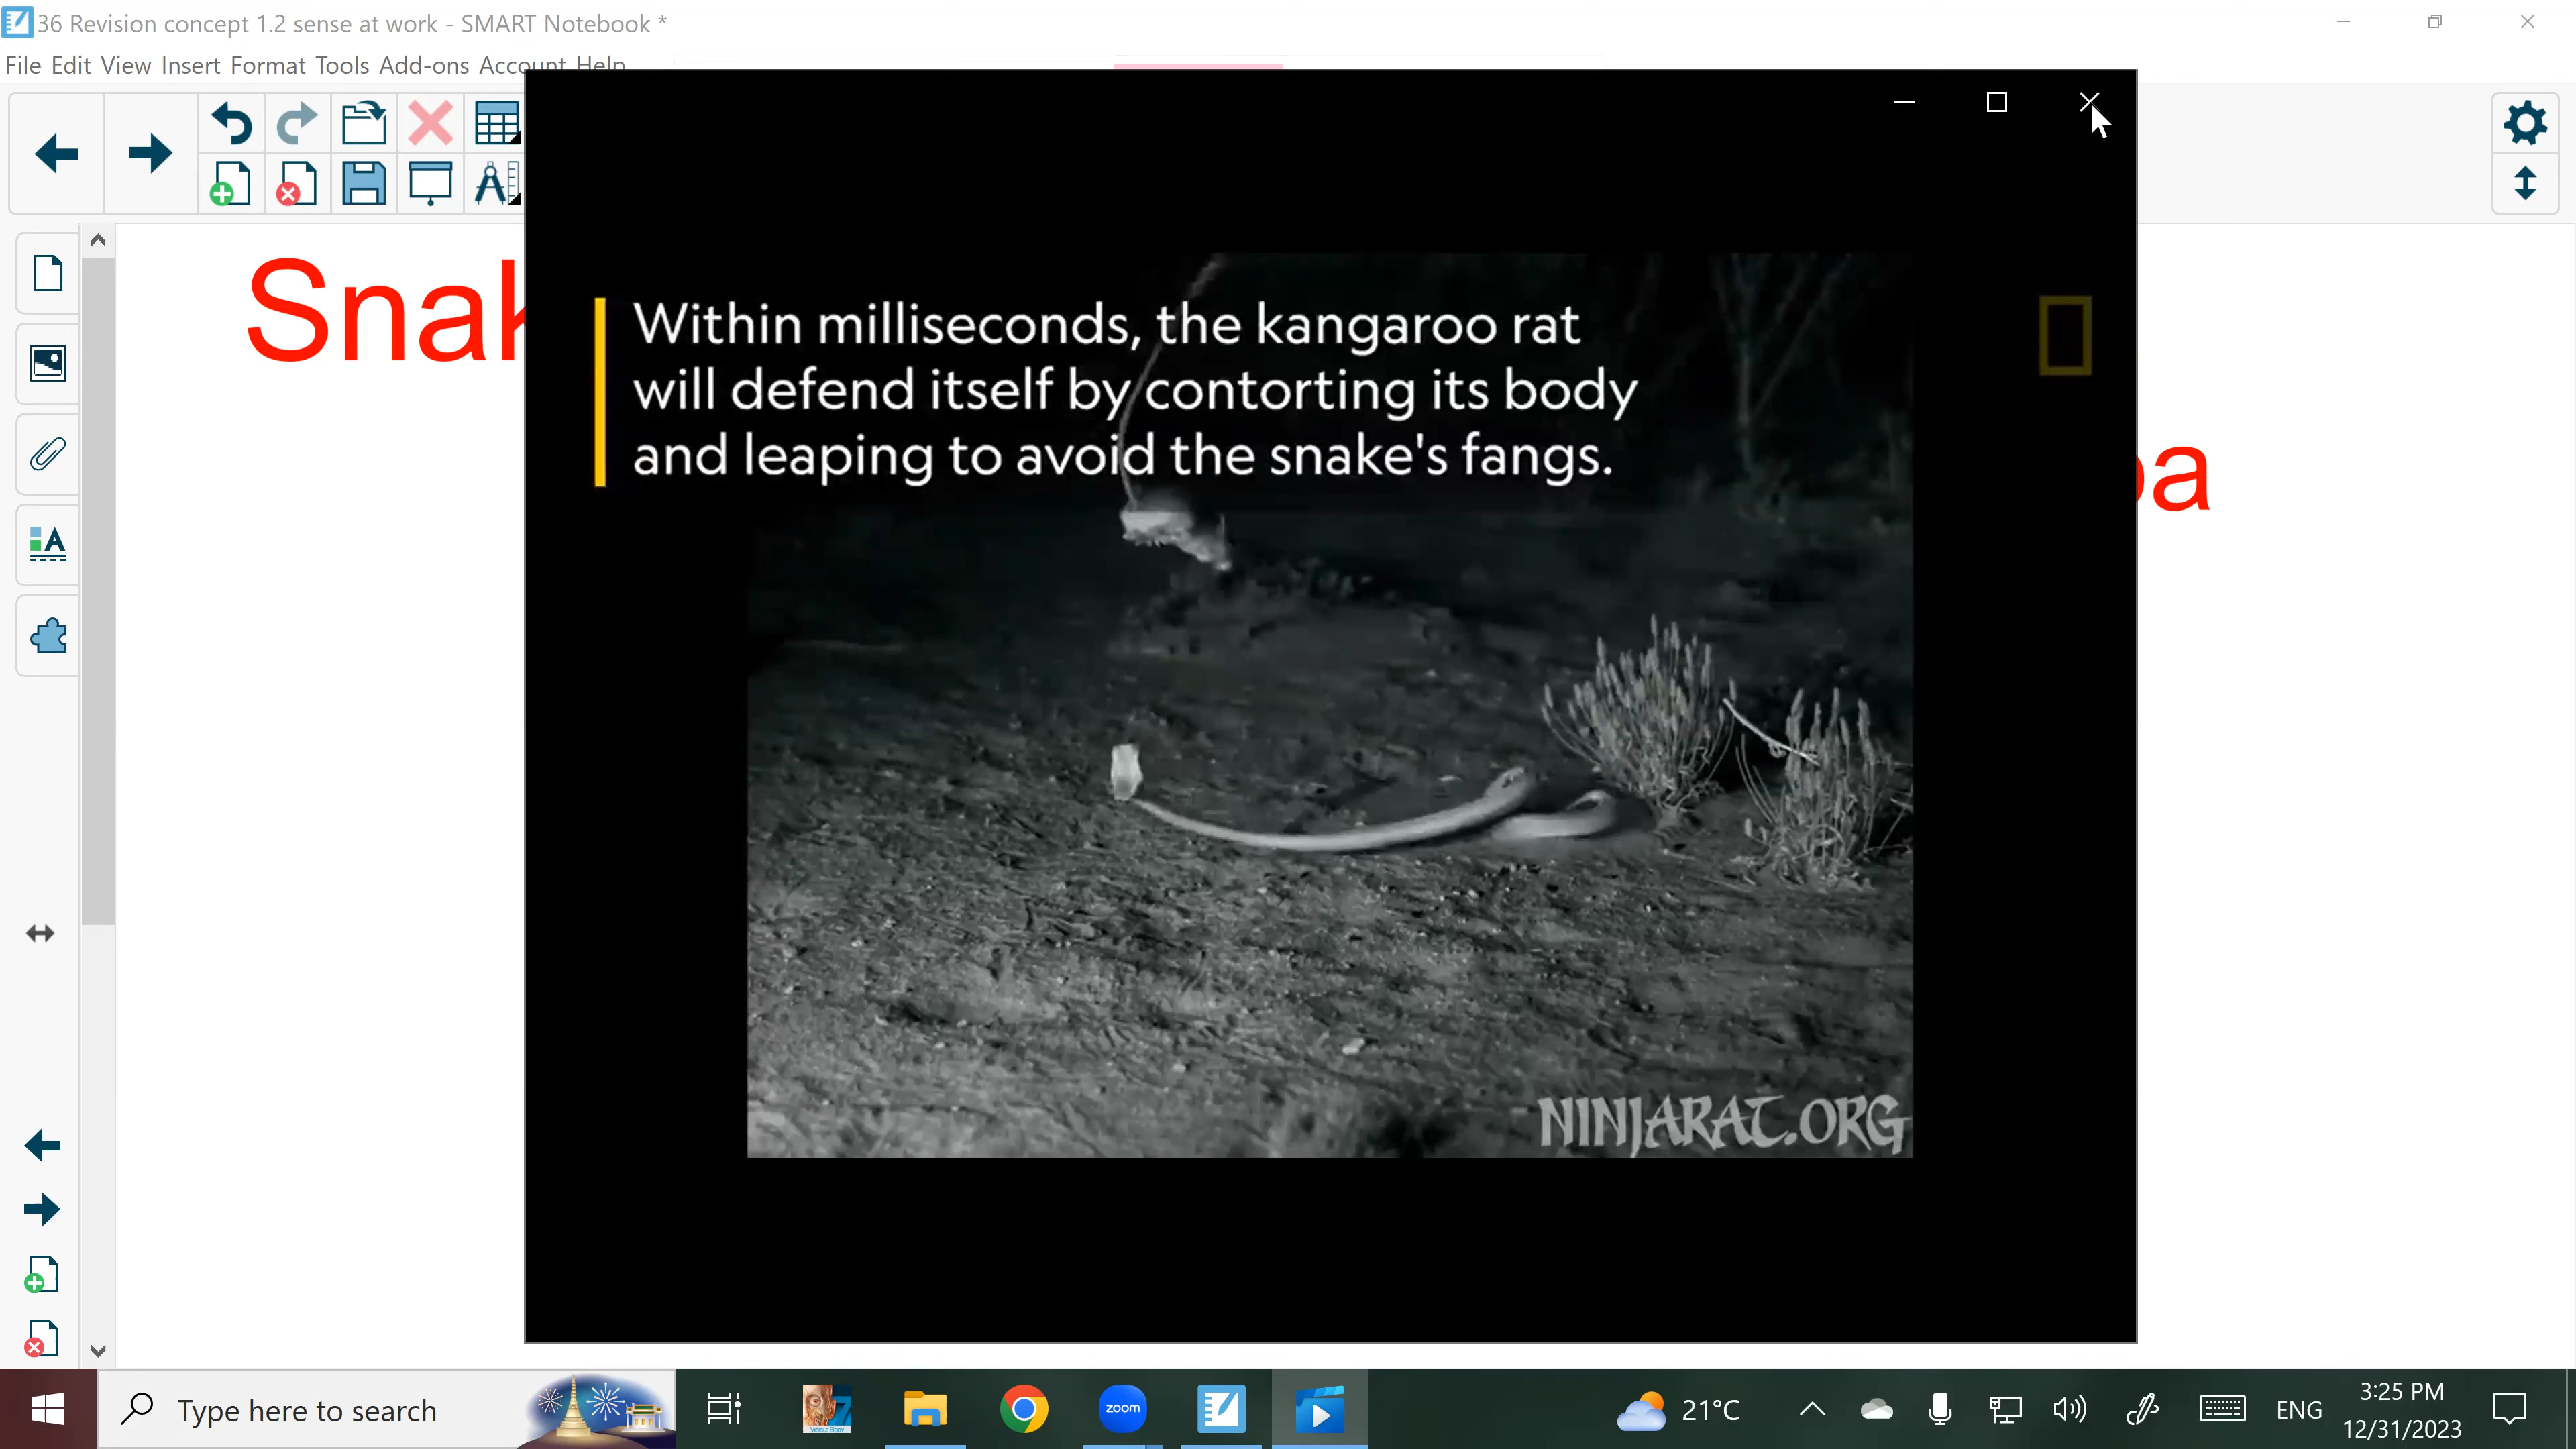 36 Revision concept 1.2 sense at work - SMART Notebook *
File Edit View Insert Format Tools Add-ons Account Help
Within milliseconds, the kangaroo rat
will defend itself by contorting its body
and leaping to avoid the snake's fangs.
NINJARAT.ORG
Type here to search
zoom
21°C
ENG
3:25 PM
12/31/2023